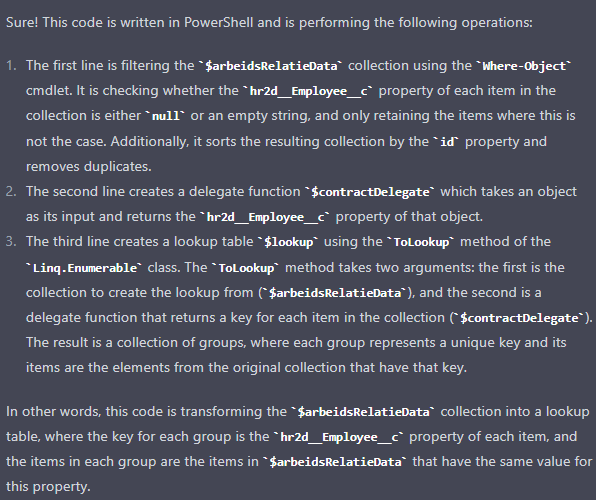 Sure! This code is written in PowerShell and is performing the following operations:
1. The first line is filtering the `$arbeidsRelatieData` collection using the `Where-Object`
cmdlet. It is checking whether the `hr2d__Employee__c` property of each item in the
collection is either `null` or an empty string, and only retaining the items where this is
not the case. Additionally, it sorts the resulting collection by the `id` property and
removes duplicates.
2. The second line creates a delegate function `$contractDelegate` which takes an object
as its input and returns the `hr2d__Employee__c` property of that object.
3. The third line creates a lookup table `$lookup` using the `ToLookup` method of the
`Linq.Enumerable` class. The `ToLookup` method takes two arguments: the first is the
collection to create the lookup from (`$arbeidsRelatieData`), and the second is a
delegate function that returns a key for each item in the collection (`$contractDelegate`).
The result is a collection of groups, where each group represents a unique key and its
items are the elements from the original collection that have that key.
In other words, this code is transforming the `$arbeidsRelatieData` collection into a lookup
table, where the key for each group is the `hr2d__Employee__c` property of each item, and
the items in each group are the items in `$arbeidsRelatieData` that have the same value for
this property.